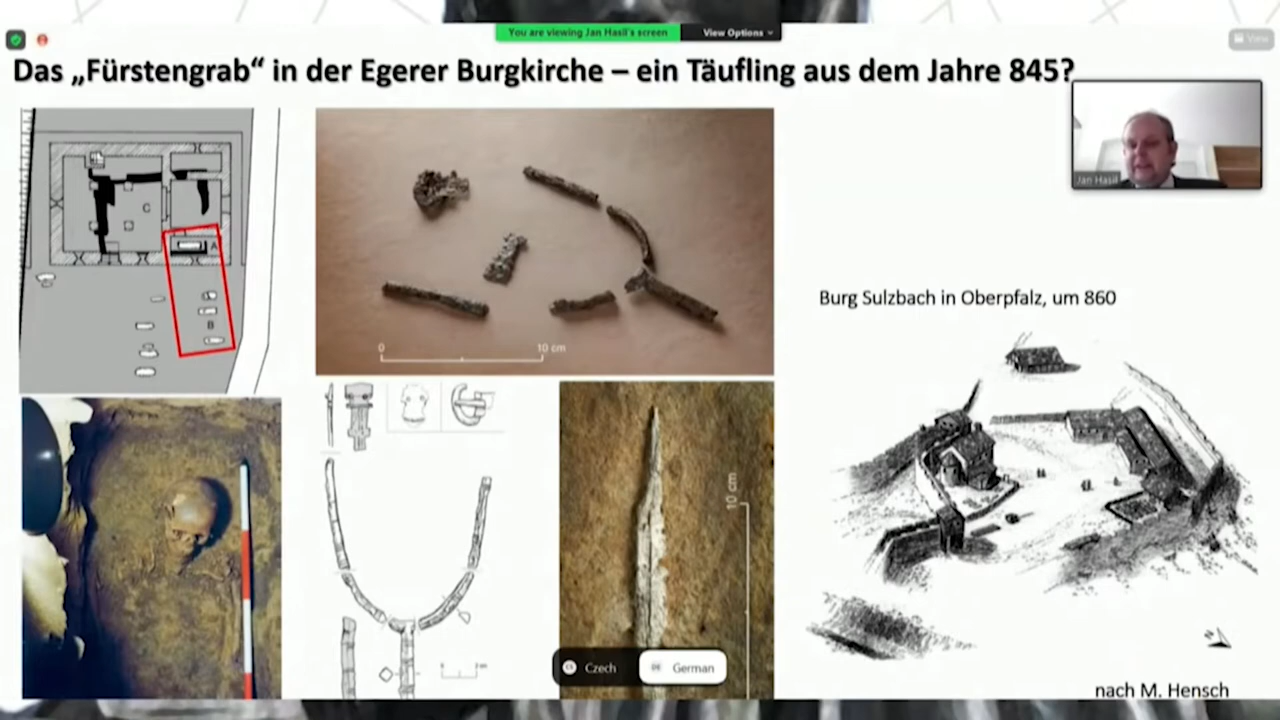 You are viewing Jan Hasil's screen
View Options
View
Das „Fürstengrab“ in der Egerer Burgkirche – ein Täufling aus dem Jahre 845?
Jan Hasil
C
A
B
0
10 cm
Burg Sulzbach in Oberpfalz, um 860
10 cm
Czech
German
nach M. Hensch